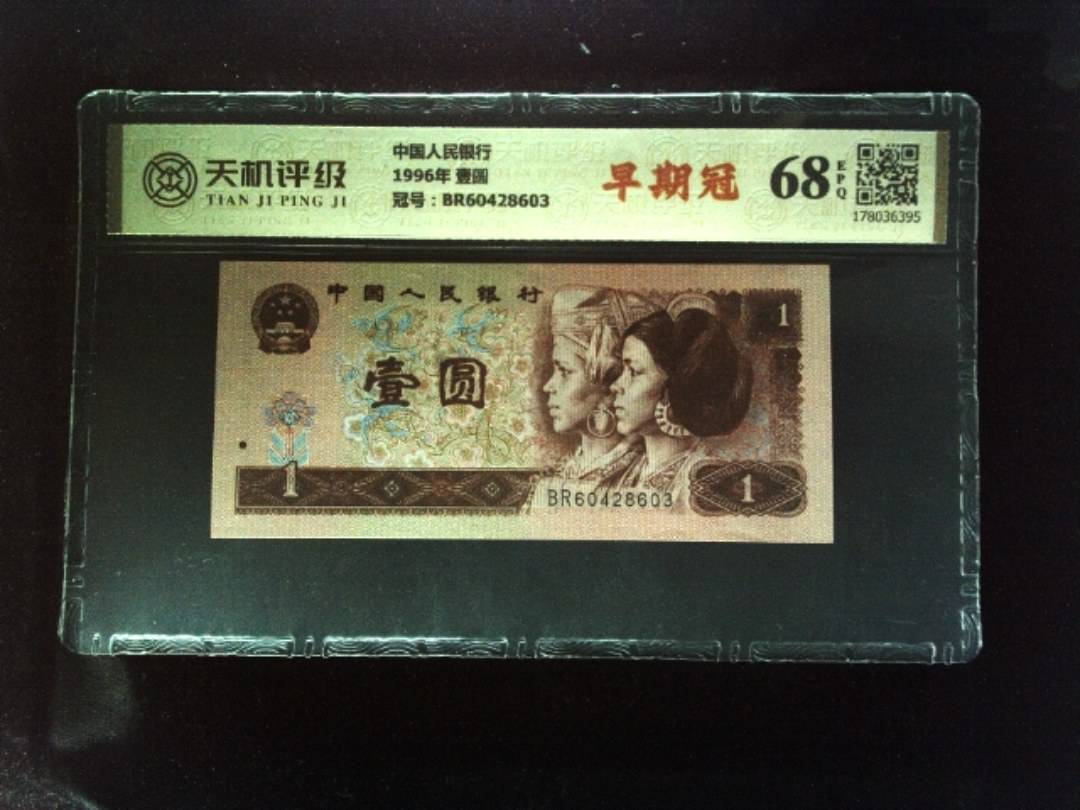 天机评级
TIAN JI PING JI
中国人民银行
1996年 壹圆
冠号：BR60428603
早期冠
68
EPQ
178036395
中国人民银行
1
壹圆
1
BR60428603
1